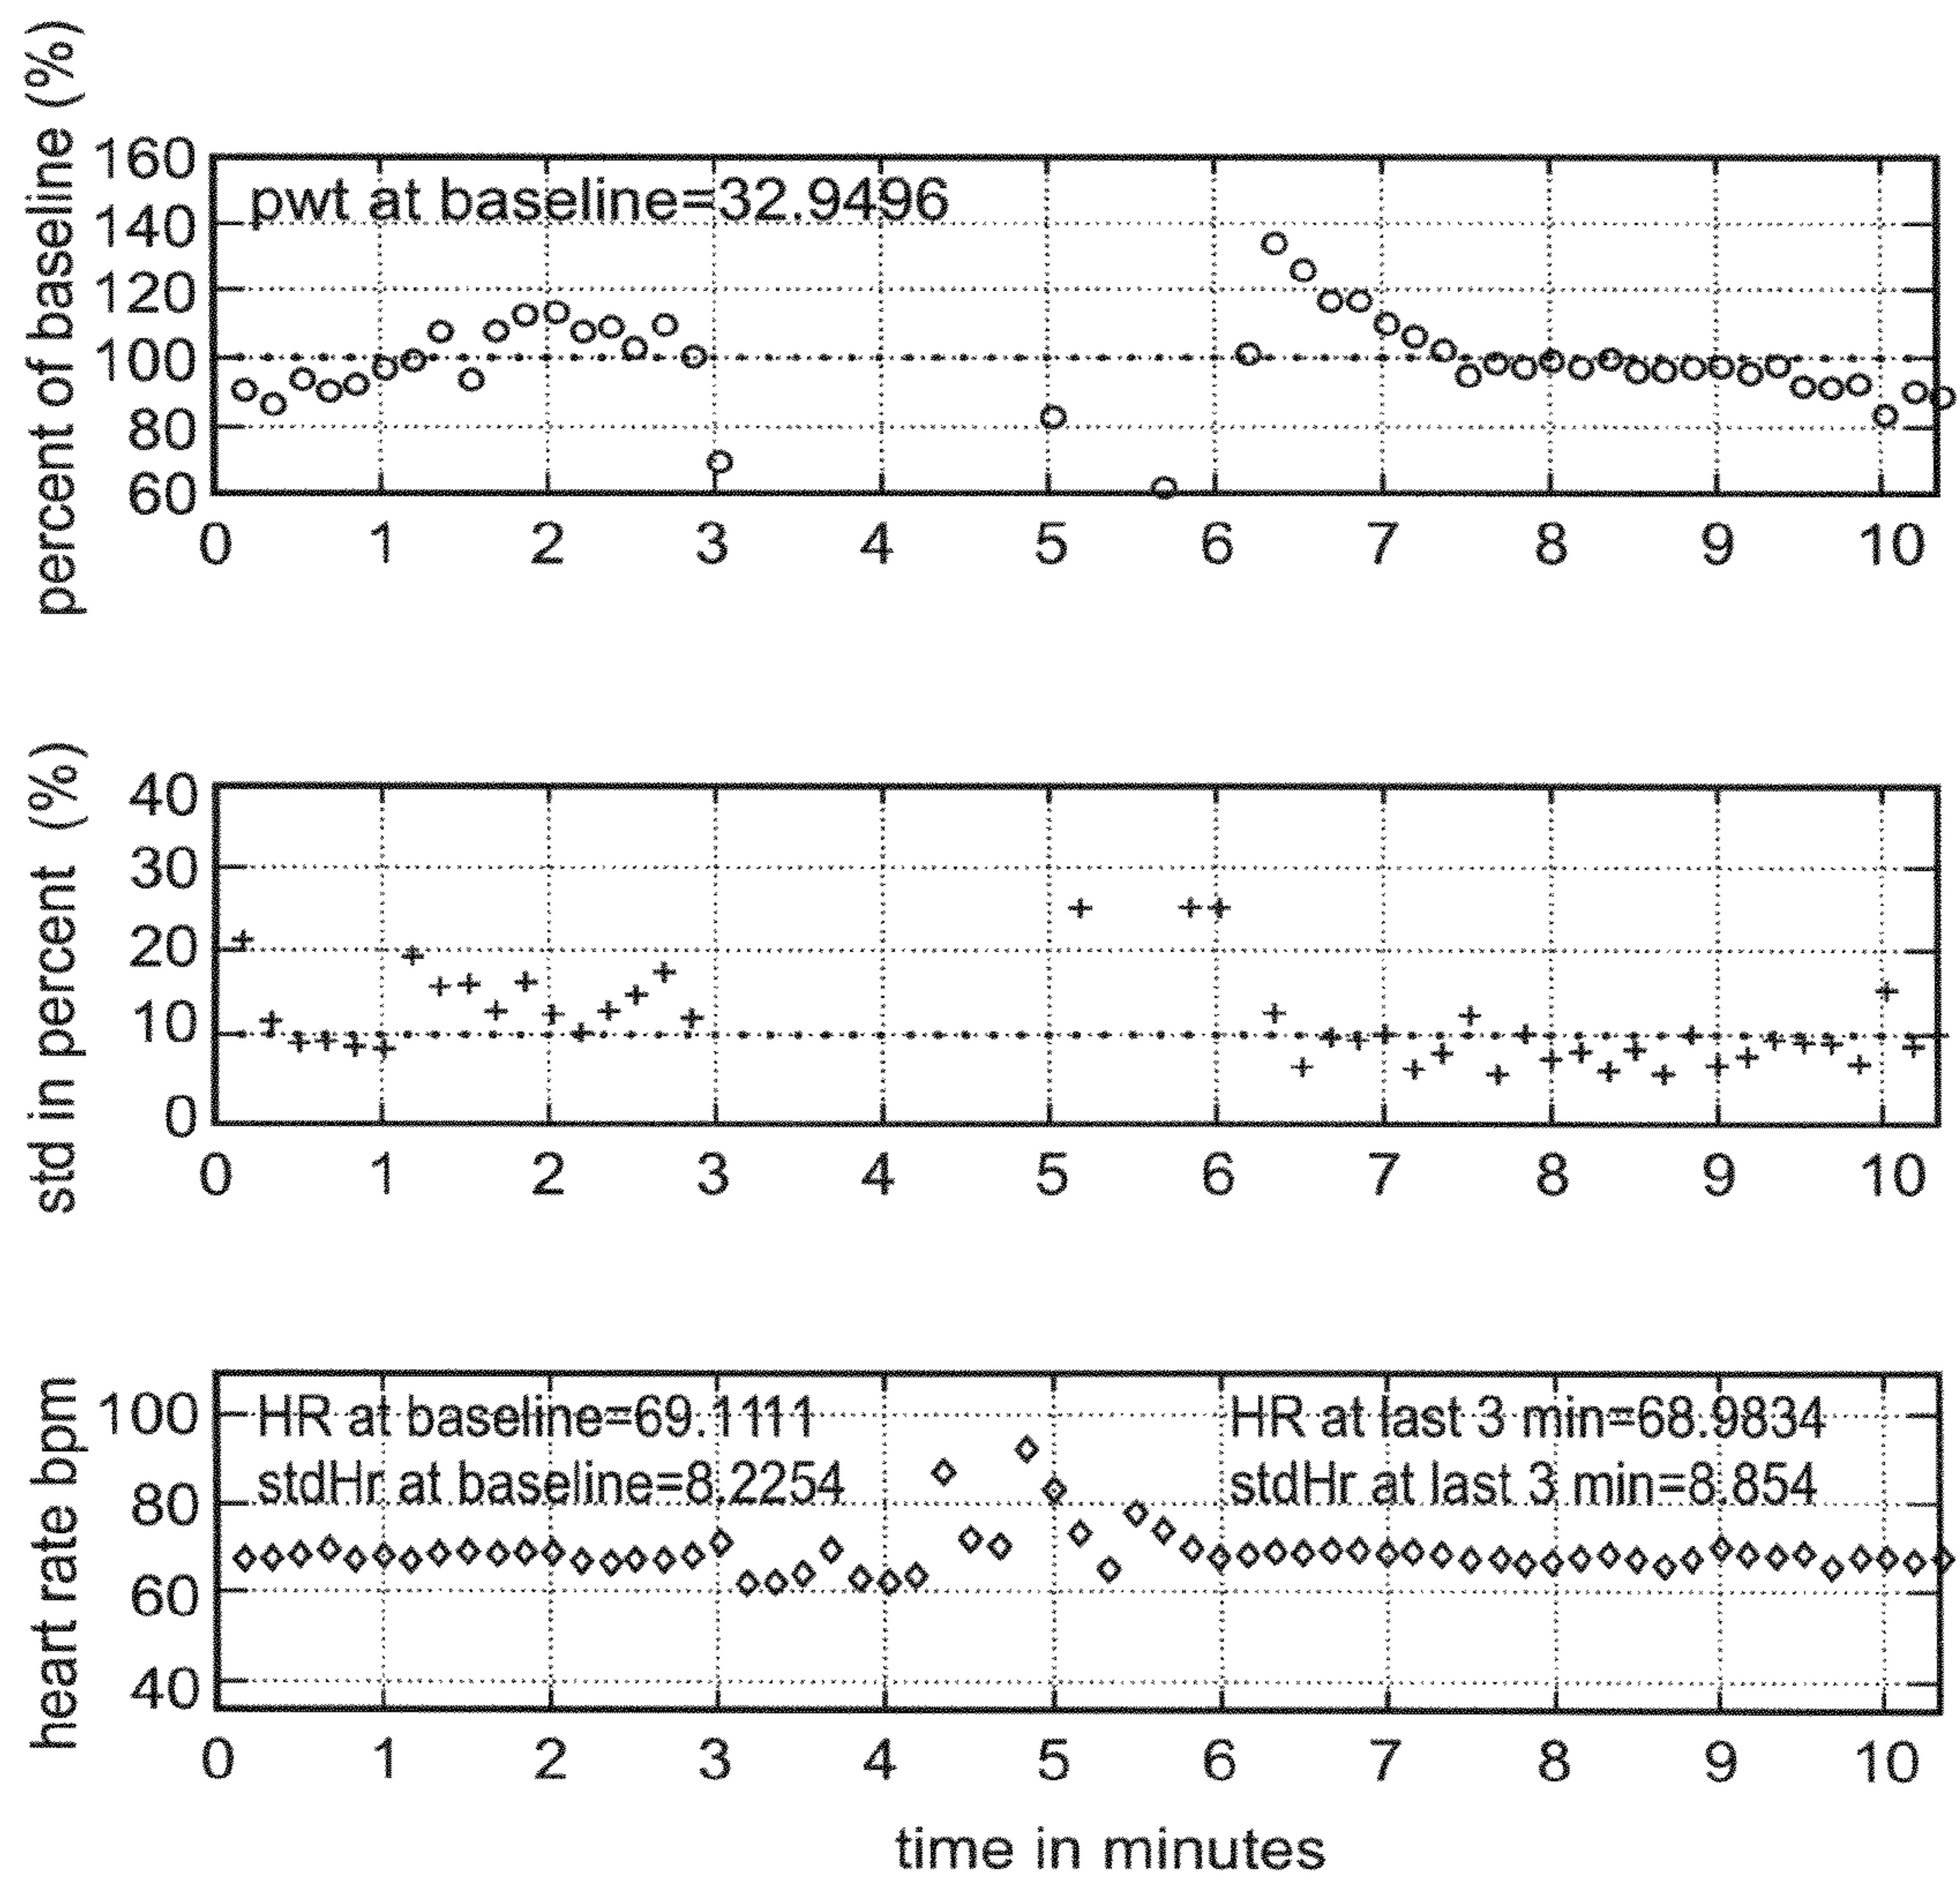 percent of baseline (%)
160
140
120
100
80
60
pwt at baseline=32.9496
0 1 2 3 4 5 6 7 8 9 10
std in percent (%)
40
30
20
10
0
0 1 2 3 4 5 6 7 8 9 10
heart rate bpm
100
80
60
40
HR at baseline=69.1111
stdHr at baseline=8.2254
HR at last 3 min=68.9834
stdHr at last 3 min=8.854
0 1 2 3 4 5 6 7 8 9 10
time in minutes